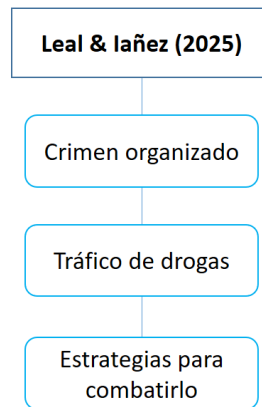 Leal & Iañez (2025)
Crimen organizado
Tráfico de drogas
Estrategias para
combatirlo